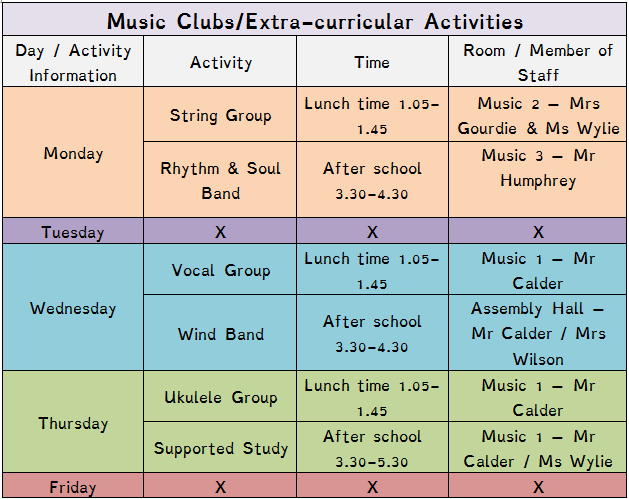 Music Clubs/Extra-curricular Activities
Day / Activity
Information
Activity
Time
Room / Member of
Staff
Monday
String Group
Lunch time 1.05-
1.45
Music 2 – Mrs
Gourdie & Ms Wylie
Rhythm & Soul
Band
After school
3.30-4.30
Music 3 – Mr
Humphrey
Tuesday
X
X
X
Wednesday
Vocal Group
Lunch time 1.05-
1.45
Music 1 – Mr
Calder
Wind Band
After school
3.30-4.30
Assembly Hall –
Mr Calder / Mrs
Wilson
Thursday
Ukulele Group
Lunch time 1.05-
1.45
Music 1 – Mr
Calder
Supported Study
After school
3.30-5.30
Music 1 – Mr
Calder / Ms Wylie
Friday
X
X
X